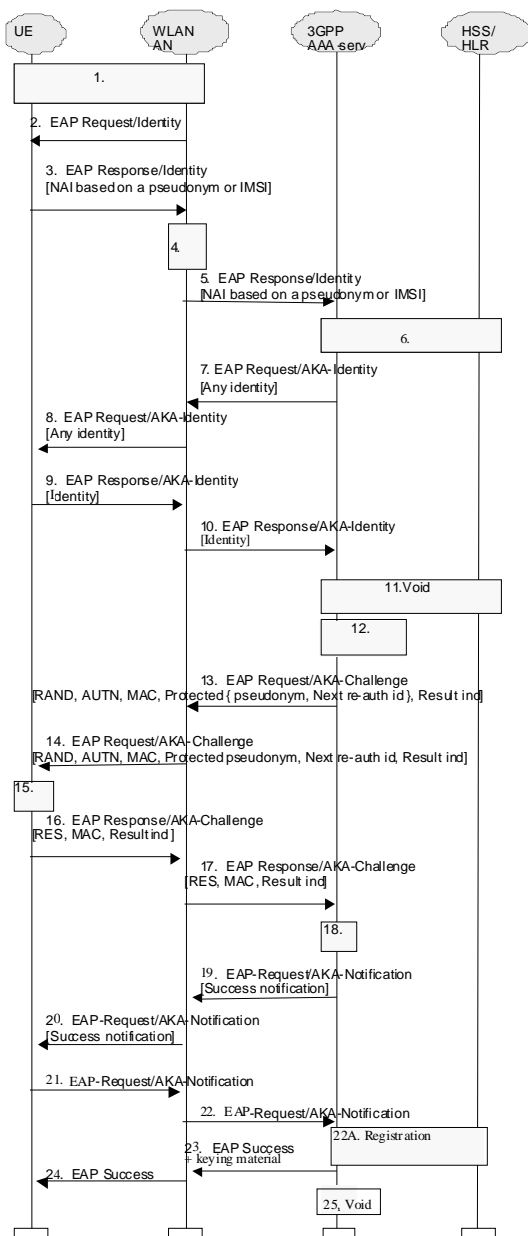 UE
WLAN
AN
3GPP
AAA-serv
HSS/
HLR
1.
2. EAP Request/Identity
3. EAP Response/Identity
[NAI based on a pseudonym or IMSI]
4.
5. EAP Response/Identity
[NAI based on a pseudonym or IMSI]
6.
7. EAP Request/AKA-Identity
[Any identity]
8. EAP Request/AKA-Identity
[Any identity]
9. EAP Response/AKA-Identity
[Identity]
10. EAP Response/AKA-Identity
[Identity]
11.Void
12.
13. EAP Request/AKA-Challenge
[RAND, AUTN, MAC, Protected { pseudonym, Next re-auth id }, Result ind]
14. EAP Request/AKA-Challenge
[RAND, AUTN, MAC, Protected pseudonym, Next re-auth id, Result ind]
15.
16. EAP Response/AKA-Challenge
[RES, MAC, Result ind ]
17. EAP Response/AKA-Challenge
[RES, MAC, Result ind]
18.
19. EAP-Request/AKA-Notification
[Success notification]
20. EAP-Request/AKA-Notification
[Success notification]
21. EAP-Request/AKA-Notification
22. EAP-Request/AKA-Notification
22A. Registration
23. EAP Success
+ keying material
24. EAP Success
25, Void